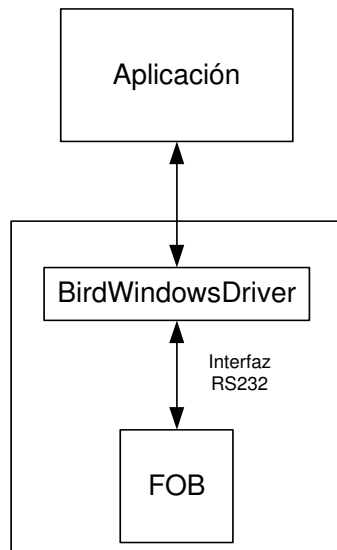 Aplicación
BirdWindowsDriver
Interfaz
RS232
FOB